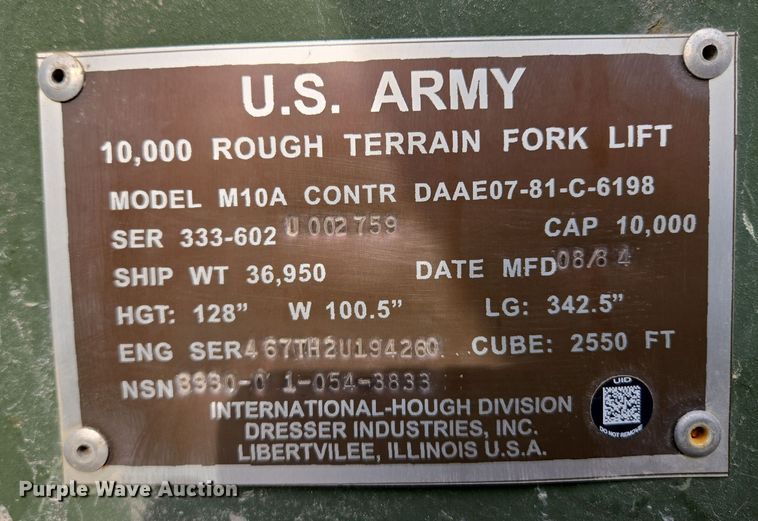 U.S. ARMY
10,000 ROUGH TERRAIN FORK LIFT
MODEL M10A CONTR DAAE07-81-C-6198
SER 333-602 U002759 CAP 10,000
SHIP WT 36,950 DATE MFD 08/84
HGT: 128" W 100.5" LG: 342.5"
ENG SER 467TH2U194260 CUBE: 2550 FT
NSN 3930-01-054-3833
UID
DO NOT REMOVE
INTERNATIONAL-HOUGH DIVISION
DRESSER INDUSTRIES, INC.
LIBERTVILEE, ILLINOIS U.S.A.
Purple Wave Auction